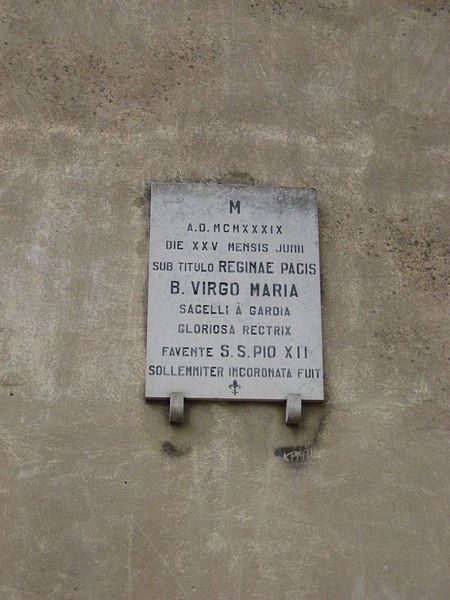 M
A.D. MCMXXXIX
DIE XXV MENSIS JUNII
SUB TITULO REGINAE PACIS
B. VIRGO MARIA
SACELLI À GARDIA
GLORIOSA RECTRIX
FAVENTE S.S. PIO XII
SOLLEMNITER INCORONATA FUIT